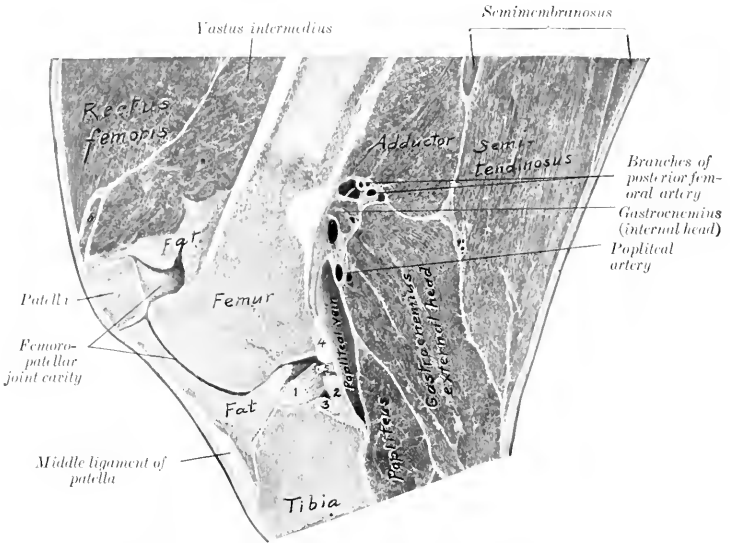 Semimembranosus
Vastus intermedius
Rectus
femoris
Adductor
Semi-
tendinosus
Branches of
posterior fem-
oral artery
Gastrocnemius
(internal head)
Popliteal
artery
Fat
Patella
Femur
Femoro-
patellar
joint cavity
Popliteal vein
Gastrocnemius
external head
4
1
2
3
Fat
Popliteus
Middle ligament of
patella
Tibia